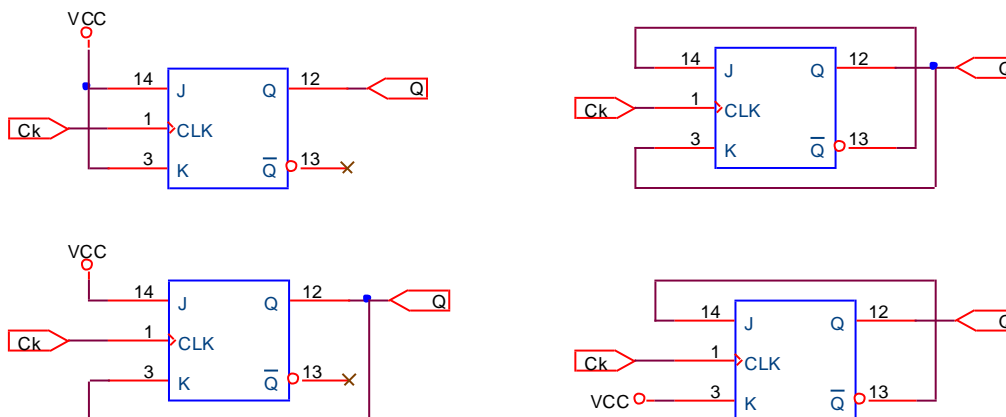 VCC
14 J Q 12 Q
Ck 1 CLK
3 K Q 13
14 J Q 12
Ck 1 CLK
3 K Q 13
VCC
14 J Q 12 Q
Ck 1 CLK
3 K Q 13
14 J Q 12
Ck 1 CLK
VCC 3 K Q 13